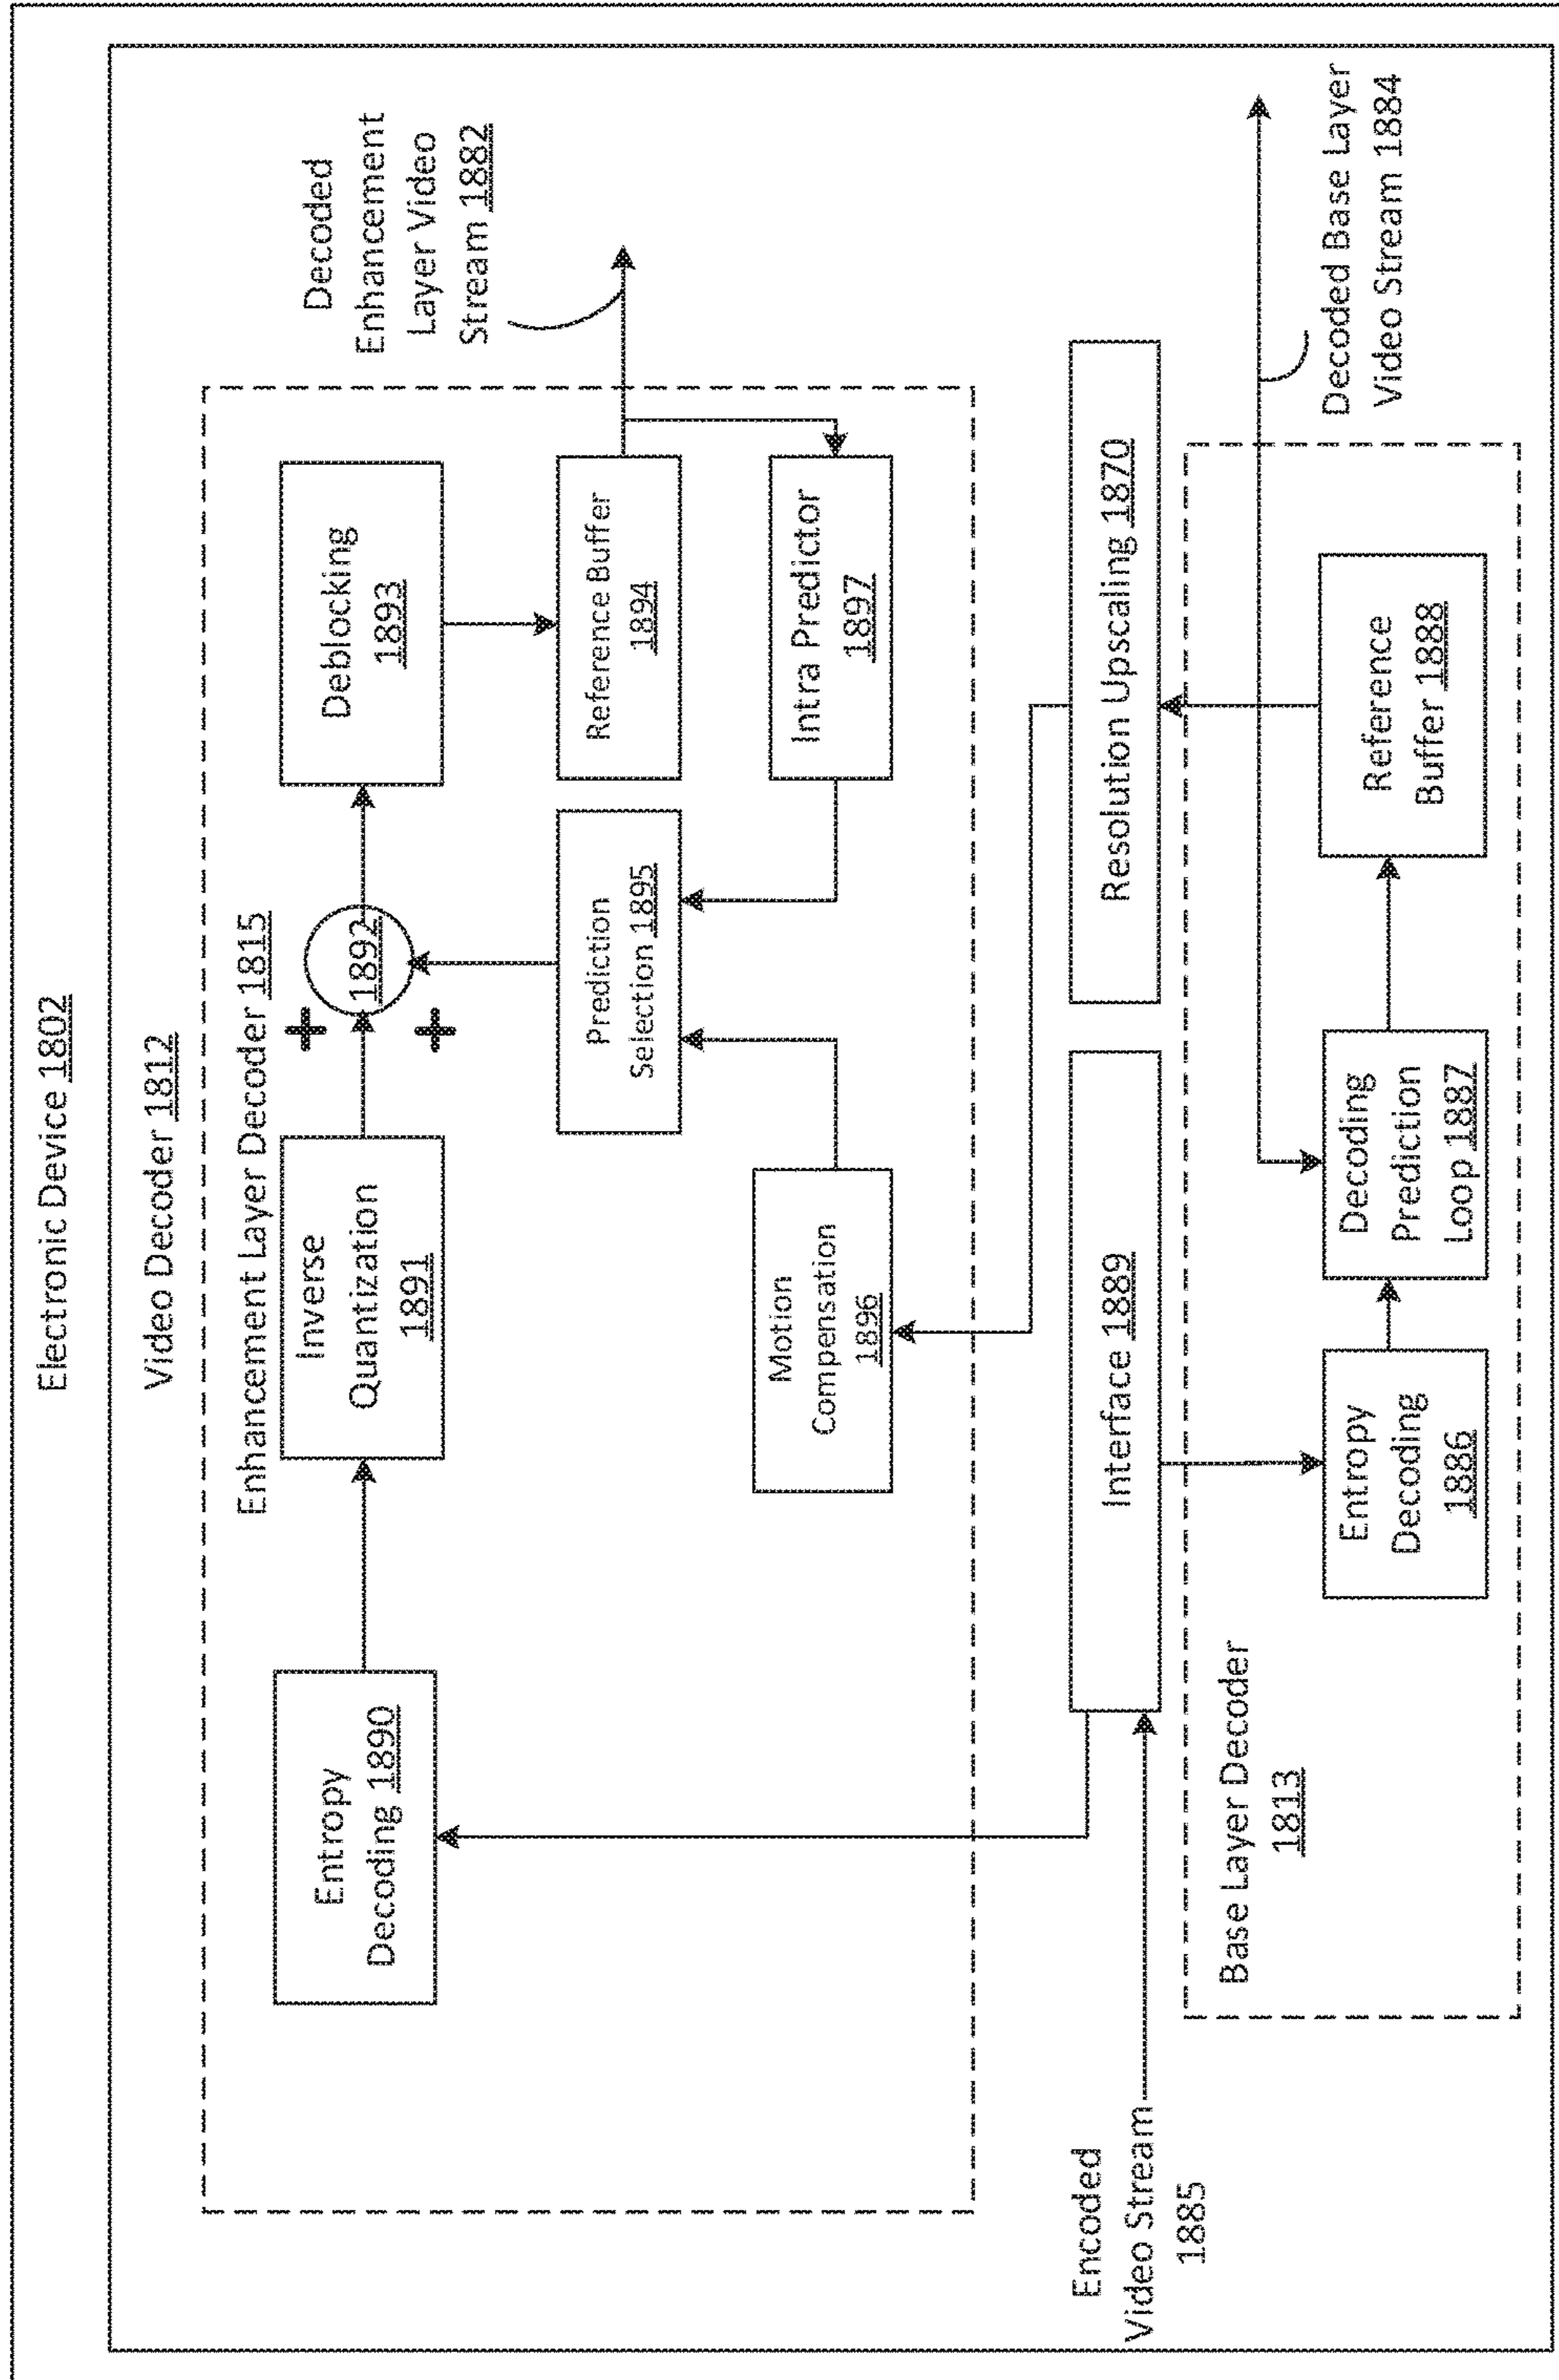 Electronic Device 1802
Video Decoder 1812
Enhancement Layer Decoder 1815
Entropy
Decoding 1890
Inverse
Quantization
1891
+
+
1892
Deblocking
1893
Decoded
Enhancement
Layer Video
Stream 1882
Prediction
Selection 1895
Reference Buffer
1894
Motion
Compensation
1896
Intra Predictor
1897
Encoded
Video Stream
1885
Interface 1889
Resolution Upscaling 1870
Base Layer Decoder
1813
Entropy
Decoding
1886
Decoding
Prediction
Loop 1887
Reference
Buffer 1888
Decoded Base Layer
Video Stream 1884